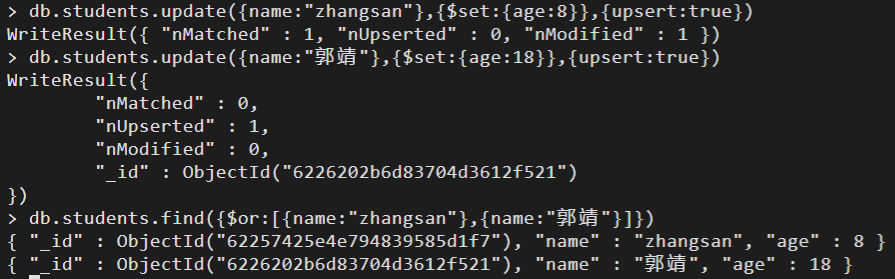 > db.students.update({name:"zhangsan"},{$set:{age:8}},{upsert:true})
WriteResult({ "nMatched" : 1, "nUpserted" : 0, "nModified" : 1 })
> db.students.update({name:"郭靖"},{$set:{age:18}},{upsert:true})
WriteResult({
        "nMatched" : 0,
        "nUpserted" : 1,
        "nModified" : 0,
        "_id" : ObjectId("6226202b6d83704d3612f521")
})
> db.students.find({$or:[{name:"zhangsan"},{name:"郭靖"}]})
{ "_id" : ObjectId("62257425e4e794839585d1f7"), "name" : "zhangsan", "age" : 8 }
{ "_id" : ObjectId("6226202b6d83704d3612f521"), "name" : "郭靖", "age" : 18 }